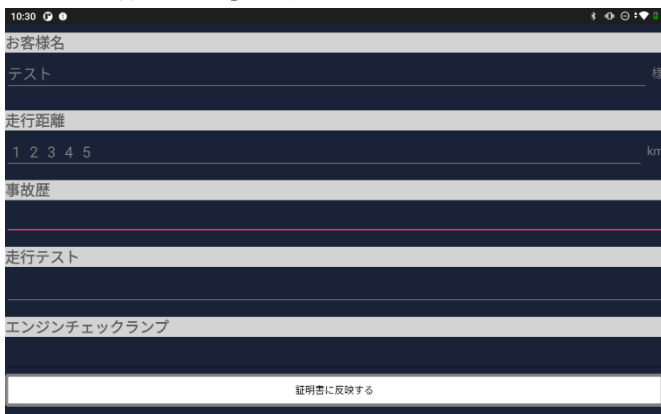 10:30
お客様名
テスト 様
走行距離
１２３４５ km
事故歴
走行テスト
エンジンチェックランプ
証明書に反映する